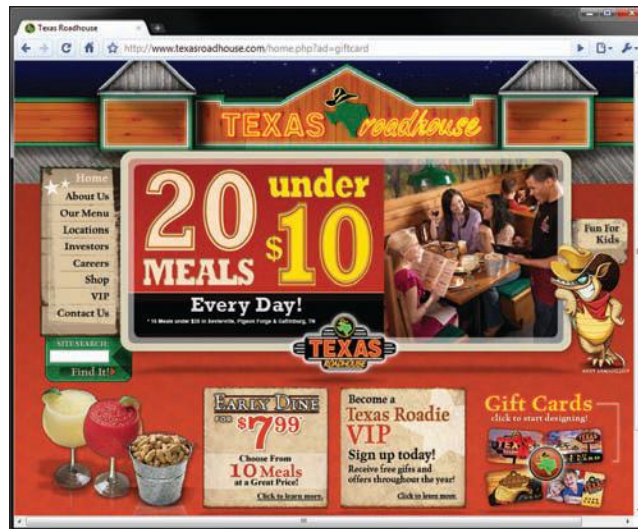 Texas Roadhouse
http://www.texasroadhouse.com/home.php?ad=giftcard
TEXAS roadhouse
Home
About Us
Our Menu
Locations
Investors
Careers
Shop
VIP
Contact Us
SITE SEARCH:
Find It!
20 MEALS
under $10
Every Day!
TEXAS
ROADHOUSE
Fun For
Kids
EARLY DINE
FOR $7.99
Choose From
10 Meals
at a Great Price!
Click to learn more.
Become a
Texas Roadie
VIP
Sign up today!
Receive free gifts and
offers throughout the year!
Click to learn more.
Gift Cards
click to start designing!